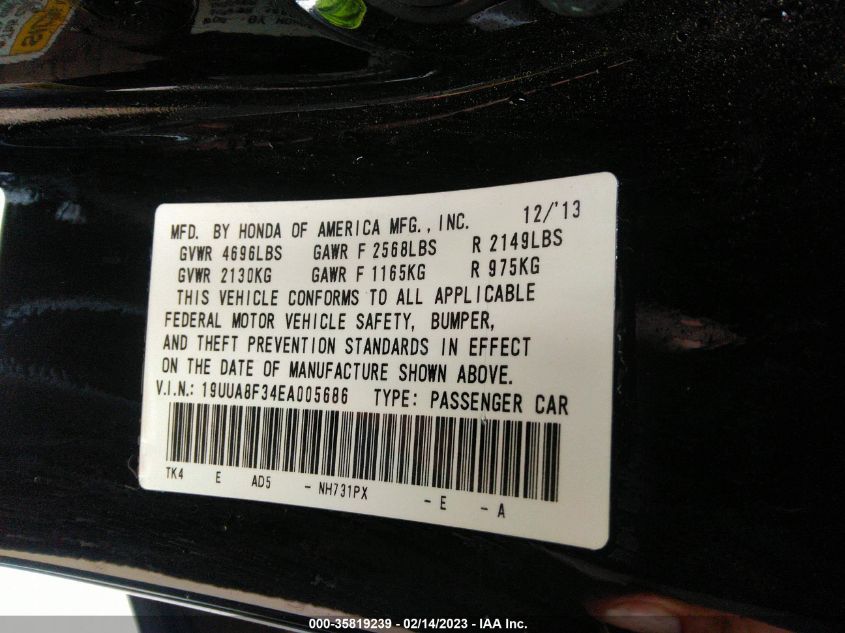 MFD. BY HONDA OF AMERICA MFG., INC. 12/'13
GVWR 4696LBS GAWR F 2568LBS R 2149LBS
GVWR 2130KG GAWR F 1165KG R 975KG
THIS VEHICLE CONFORMS TO ALL APPLICABLE
FEDERAL MOTOR VEHICLE SAFETY, BUMPER,
AND THEFT PREVENTION STANDARDS IN EFFECT
ON THE DATE OF MANUFACTURE SHOWN ABOVE.
V.I.N.: 19UUA8F34EA005686 TYPE: PASSENGER CAR
TK4 E AD5 - NH731PX - E - A
000-35819239 - 02/14/2023 - IAA Inc.